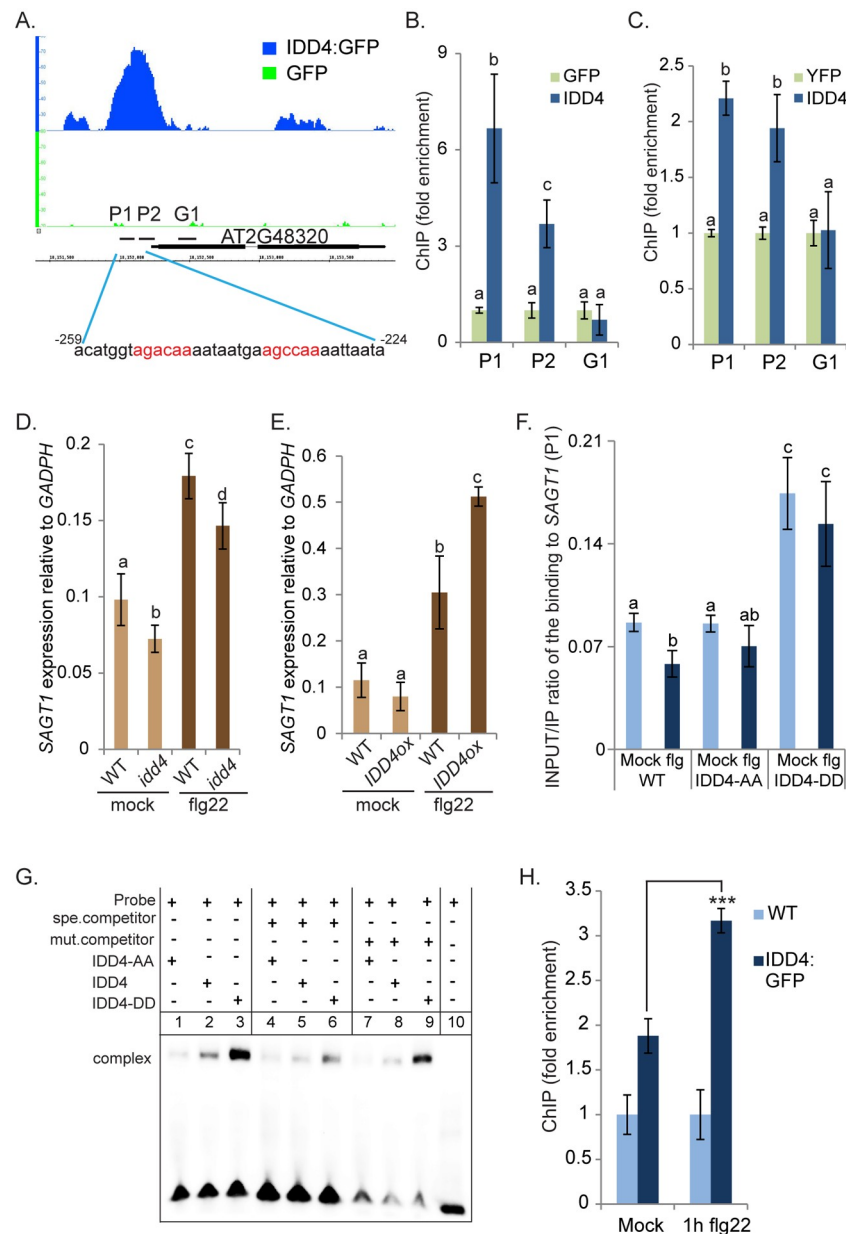 A.
IDD4:GFP
GFP
P1 P2 G1
AT2G48320
-259
-224
acatggtagacaaaataatgaagccaaaattaata
B.
ChIP (fold enrichment)
9
6
3
0
GFP
IDD4
a b a c a a
P1 P2 G1
C.
ChIP (fold enrichment)
2.5
2
1.5
1
0.5
0
YFP
IDD4
a b a b a a
P1 P2 G1
D.
SAGT1 expression relative to GADPH
0.2
0.15
0.1
0.05
0
a b c d
WT idd4 WT idd4
mock flg22
E.
SAGT1 expression relative to GADPH
0.6
0.5
0.4
0.3
0.2
0.1
0
a a b c
WT IDD4ox WT IDD4ox
mock flg22
F.
INPUT/IP ratio of the binding to SAGT1 (P1)
0.21
0.14
0.07
0
a b a ab c c
Mock flg Mock flg Mock flg
WT IDD4-AA IDD4-DD
G.
Probe + + + + + + + + + +
spe.competitor - - - + + + - - - -
mut.competitor - - - - - - + + + -
IDD4-AA + - - + - - + - - -
IDD4 - + - - + - - + - -
IDD4-DD - - + - - + - - + -
1 2 3 4 5 6 7 8 9 10
complex
H.
ChIP (fold enrichment)
3.5
3
2.5
2
1.5
1
0.5
0
***
WT
IDD4:
GFP
Mock 1h flg22